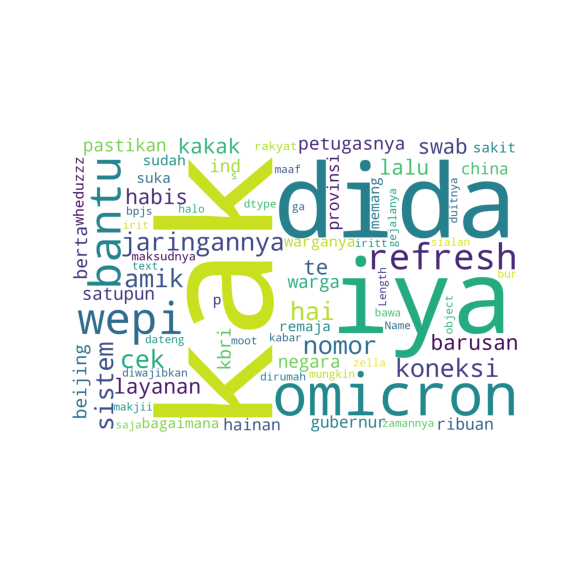 pastikan kakak rakyat petugasnya swab sakit
sudah ind s maaf lalu china
suka
habis
bpjs halo dtype ga
irit
bertawheduzzz
bantu
kak
dida
provinsi
memang
gejalanya
duitnya
jaringannya warganya iritt sialan
maksudnya refresh
text amik te bur
satupun p warga Length bawa
hai iya Name object
wepi remaja
kbri moot kabar nomor barusan
dateng
cek negara zella koneksi
beijing sistem diwajibkan dirumah mungkin
layanan
makjii omicron
saja bagaimana hainan gubernur zamannya ribuan